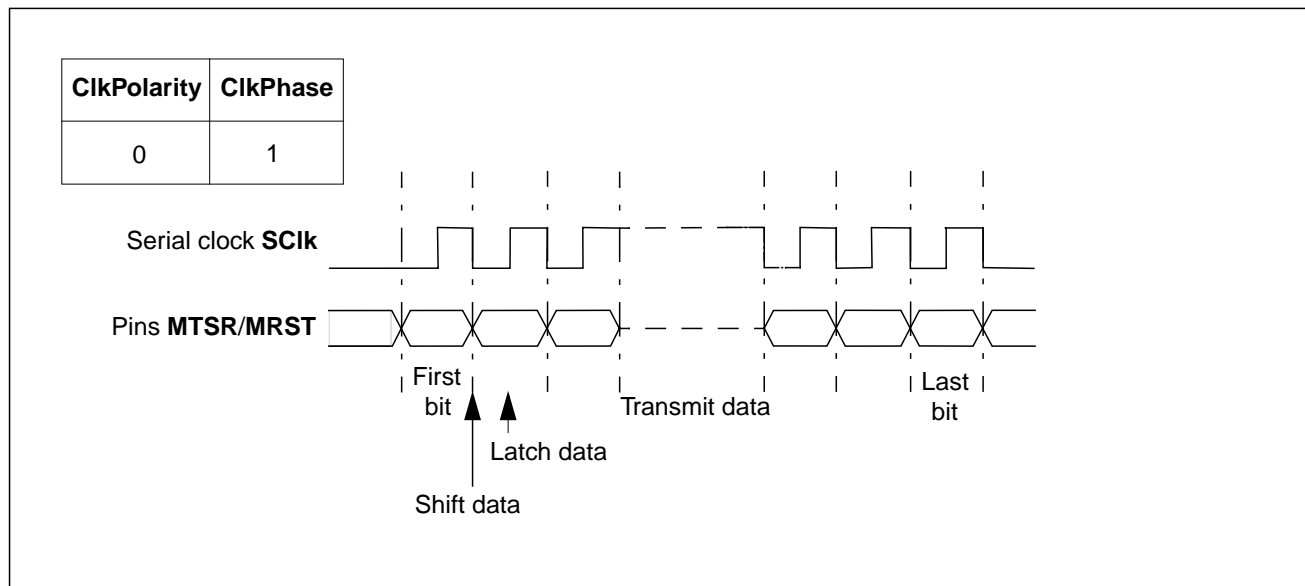 ClkPolarity ClkPhase
0 1
Serial clock SClk
Pins MTSR/MRST
First
bit
Last
bit
Transmit data
Latch data
Shift data